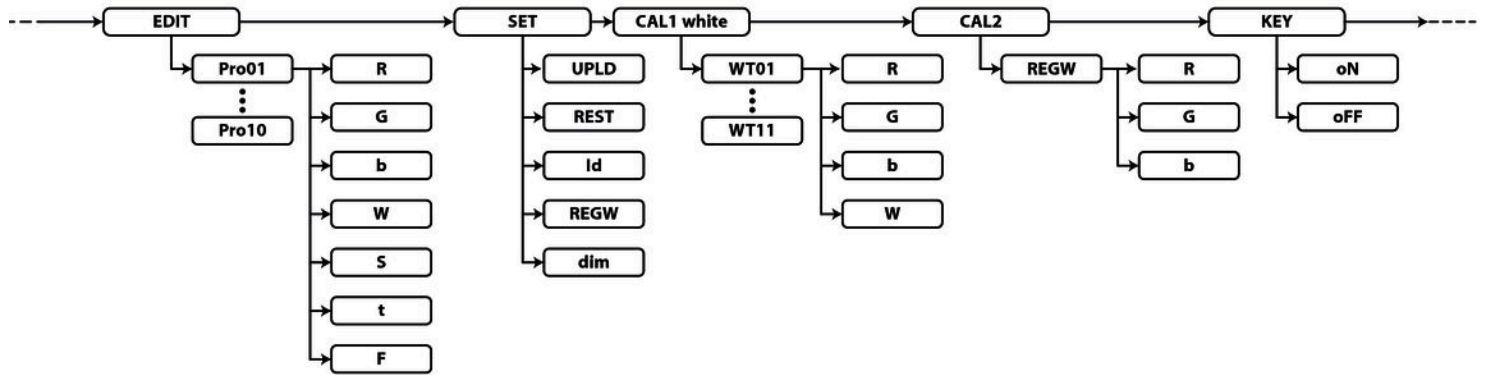 EDIT
SET
CAL1 white
CAL2
KEY
Pro01
R
UPLD
WT01
R
REGW
R
oN
G
REST
G
G
oFF
Pro10
WT11
b
Id
b
b
W
REGW
W
S
dim
t
F